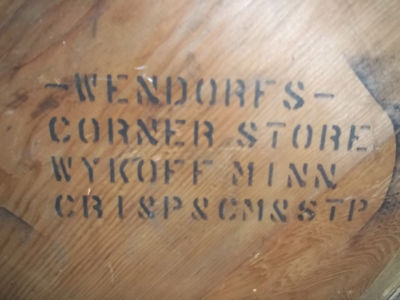 -WENDORFS-
CORNER STORE
WYKOFF MINN
CRI&P&CM&STP